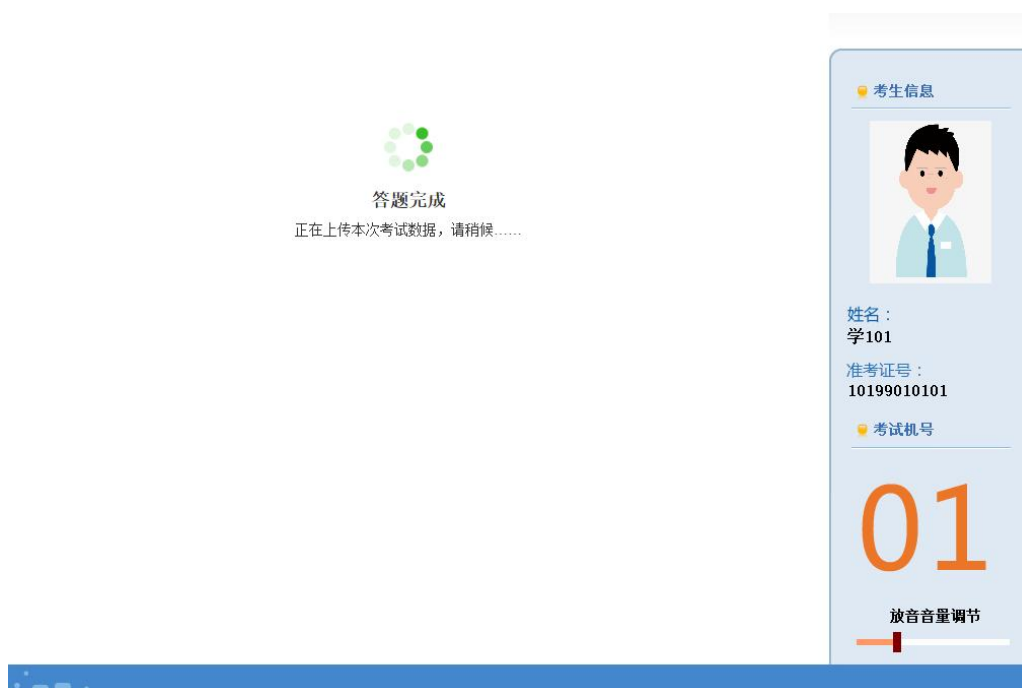 答题完成
正在上传本次考试数据，请稍候......
考生信息
姓名：
学101
准考证号：
10199010101
考试机号
01
放音音量调节